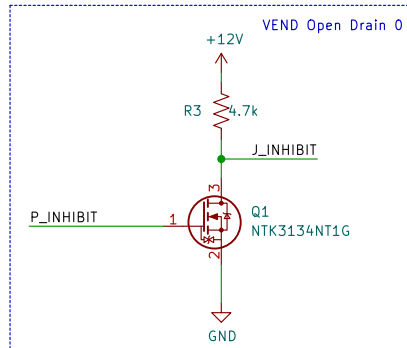 VEND Open Drain 0
+12V
R3 4.7k
J_INHIBIT
3
P_INHIBIT
1
Q1
NTK3134NT1G
2
GND